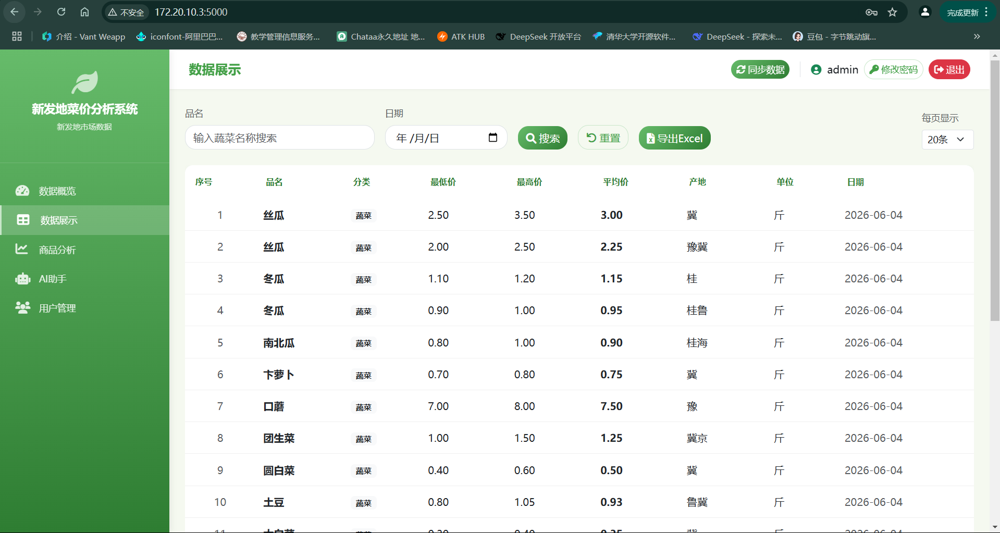 不安全 172.20.10.3:5000 完成更新
介绍 - Vant Weapp iconfont-阿里巴巴... 教学管理信息服务... Chataa永久地址 地... ATK HUB DeepSeek 开放平台 清华大学开源软件... DeepSeek - 探索未... 豆包 - 字节跳动旗...
新发地菜价分析系统
新发地市场数据
数据概览
数据展示
商品分析
AI助手
用户管理
数据展示 同步数据 admin 修改密码 退出
品名 日期 每页显示
输入蔬菜名称搜索 年 /月/日 搜索 重置 导出Excel 20条
序号 品名 分类 最低价 最高价 平均价 产地 单位 日期
1 丝瓜 蔬菜 2.50 3.50 3.00 冀 斤 2026-06-04
2 丝瓜 蔬菜 2.00 2.50 2.25 豫冀 斤 2026-06-04
3 冬瓜 蔬菜 1.10 1.20 1.15 桂 斤 2026-06-04
4 冬瓜 蔬菜 0.90 1.00 0.95 桂鲁 斤 2026-06-04
5 南北瓜 蔬菜 0.80 1.00 0.90 桂海 斤 2026-06-04
6 卞萝卜 蔬菜 0.70 0.80 0.75 冀 斤 2026-06-04
7 口蘑 蔬菜 7.00 8.00 7.50 豫 斤 2026-06-04
8 团生菜 蔬菜 1.00 1.50 1.25 冀京 斤 2026-06-04
9 圆白菜 蔬菜 0.40 0.60 0.50 冀 斤 2026-06-04
10 土豆 蔬菜 0.80 1.05 0.93 鲁冀 斤 2026-06-04